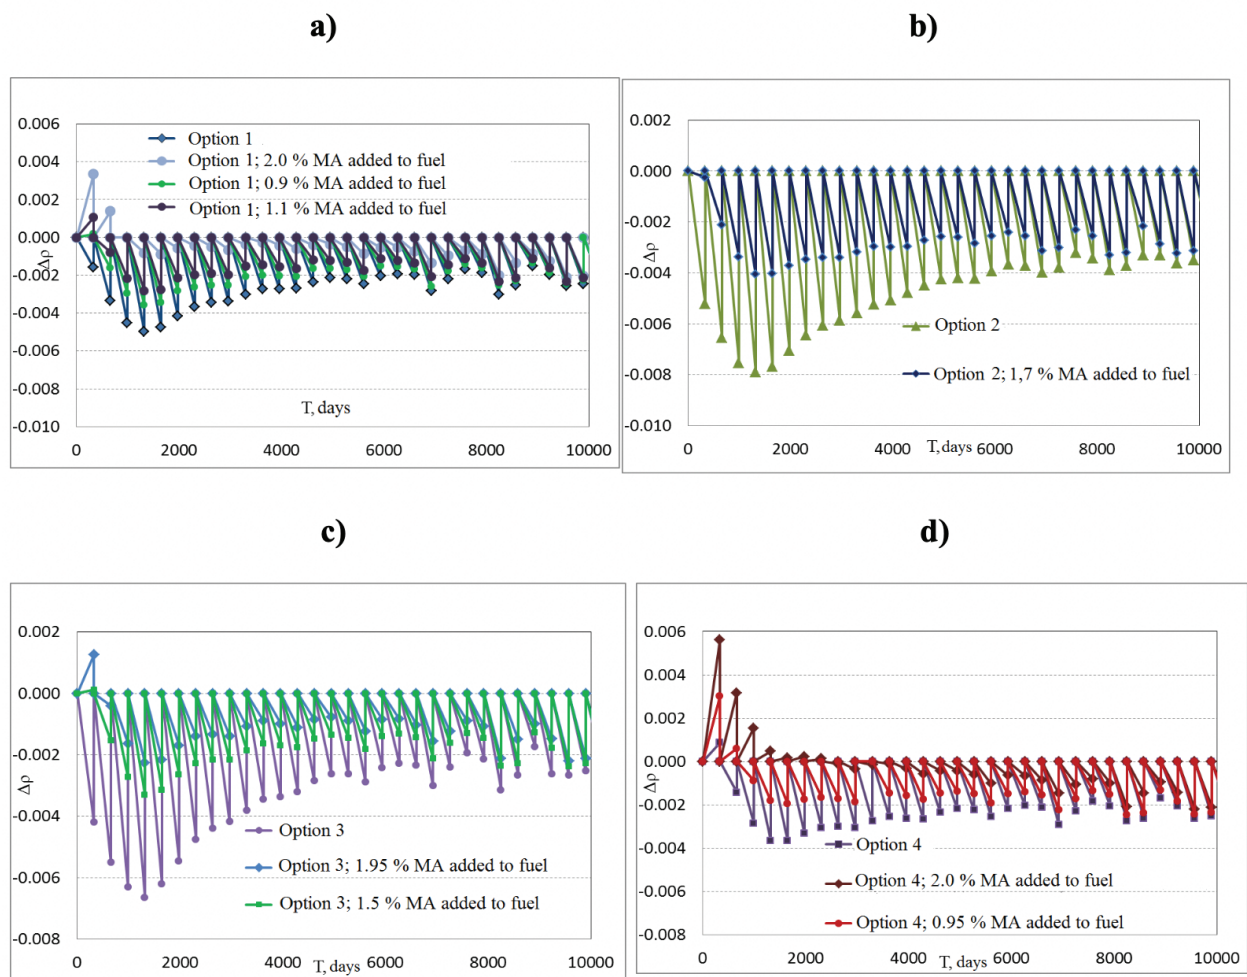 a)
0.006
0.004
0.002
0.000
-0.002
-0.004
-0.006
-0.008
-0.010
Δρ
Option 1
Option 1; 2.0 % MA added to fuel
Option 1; 0.9 % MA added to fuel
Option 1; 1.1 % MA added to fuel
T, days
0 2000 4000 6000 8000 10000
b)
0.002
0.000
-0.002
-0.004
-0.006
-0.008
-0.010
Δρ
Option 2
Option 2; 1,7 % MA added to fuel
T, days
0 2000 4000 6000 8000 10000
c)
0.002
0.000
-0.002
-0.004
-0.006
-0.008
Δρ
Option 3
Option 3; 1.95 % MA added to fuel
Option 3; 1.5 % MA added to fuel
0 2000 4000 6000 8000 10000
T, days
d)
0.006
0.004
0.002
0.000
-0.002
-0.004
-0.006
-0.008
Δρ
Option 4
Option 4; 2.0 % MA added to fuel
Option 4; 0.95 % MA added to fuel
0 2000 4000 6000 8000 10000
T, days